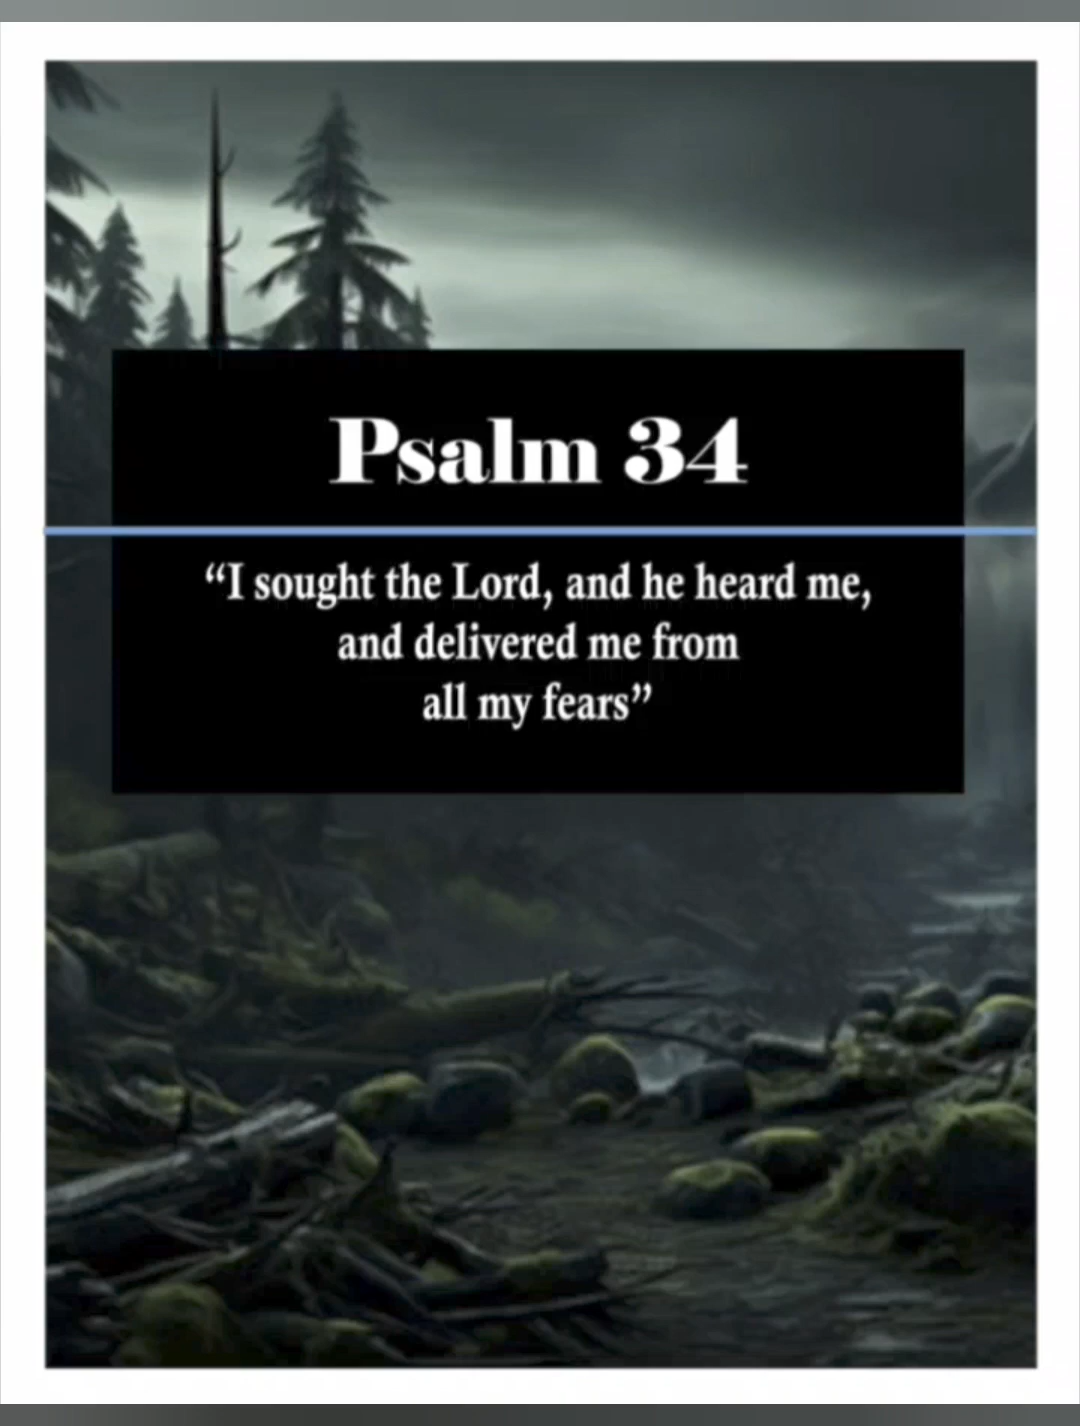 Psalm 34
“I sought the Lord, and he heard me,
and delivered me from
all my fears”